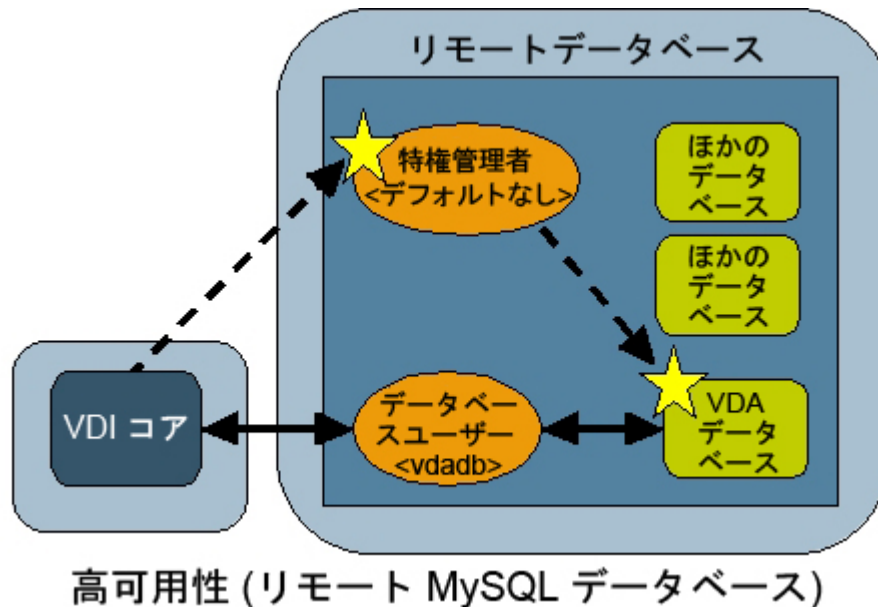 リモートデータベース
特権管理者
<デフォルトなし>
ほかの
データ
ベース
ほかの
データ
ベース
VDI コア
データベー
スユーザー
<vdadb>
VDA
データ
ベース
高可用性 (リモート MySQL データベース)